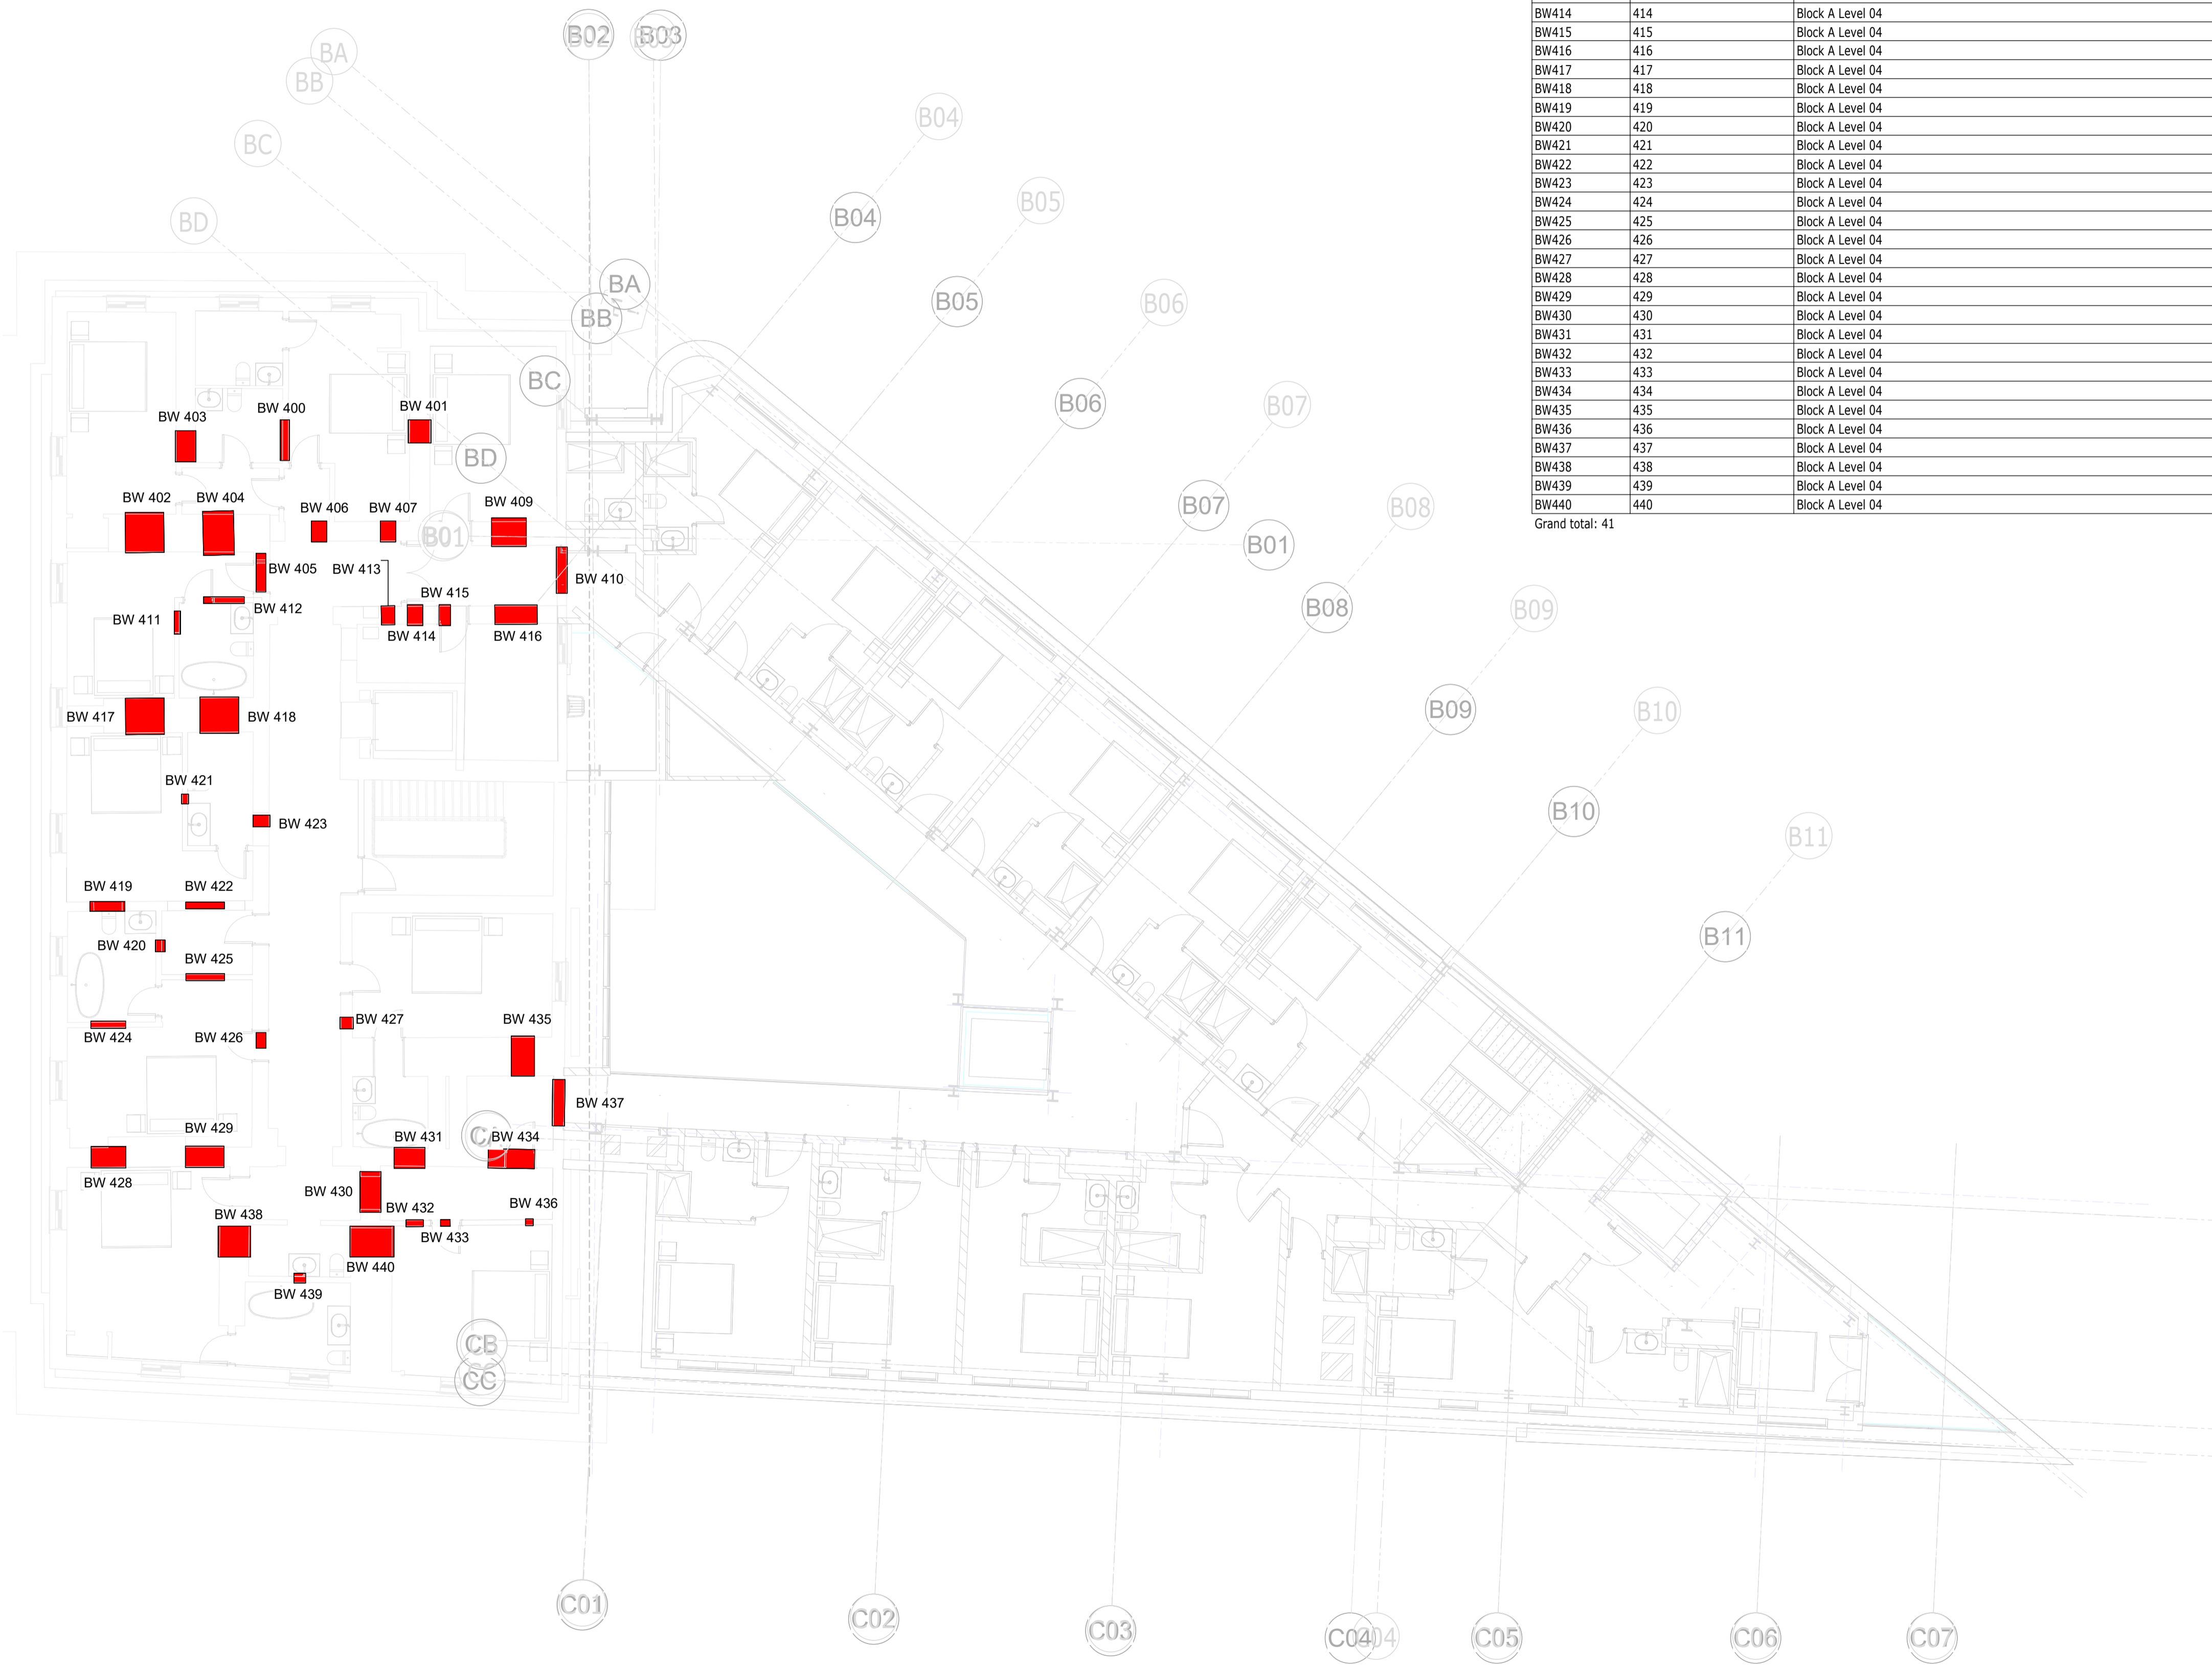 BW414 414 Block A Level 04
BW415 415 Block A Level 04
BW416 416 Block A Level 04
BW417 417 Block A Level 04
BW418 418 Block A Level 04
BW419 419 Block A Level 04
BW420 420 Block A Level 04
BW421 421 Block A Level 04
BW422 422 Block A Level 04
BW423 423 Block A Level 04
BW424 424 Block A Level 04
BW425 425 Block A Level 04
BW426 426 Block A Level 04
BW427 427 Block A Level 04
BW428 428 Block A Level 04
BW429 429 Block A Level 04
BW430 430 Block A Level 04
BW431 431 Block A Level 04
BW432 432 Block A Level 04
BW433 433 Block A Level 04
BW434 434 Block A Level 04
BW435 435 Block A Level 04
BW436 436 Block A Level 04
BW437 437 Block A Level 04
BW438 438 Block A Level 04
BW439 439 Block A Level 04
BW440 440 Block A Level 04
Grand total: 41
B02
B03
BA
BB
B04
BC
B05
BD
B04
BA
B05
B06
BB
BC
B06
B07
BD
B07
B08
B01
B01
B08
B09
B09
B10
B10
B11
B11
BW 400
BW 401
BW 403
BW 402
BW 404
BW 406
BW 407
BW 409
BW 405
BW 413
BW 410
BW 415
BW 412
BW 411
BW 414
BW 416
BW 417
BW 418
BW 421
BW 423
BW 419
BW 422
BW 420
BW 425
BW 427
BW 435
BW 424
BW 426
BW 437
BW 429
BW 431
BW 434
BW 428
BW 430
BW 436
BW 432
BW 438
BW 433
BW 440
BW 439
CA
CB
CC
C01
C02
C03
C04
C04
C05
C06
C07